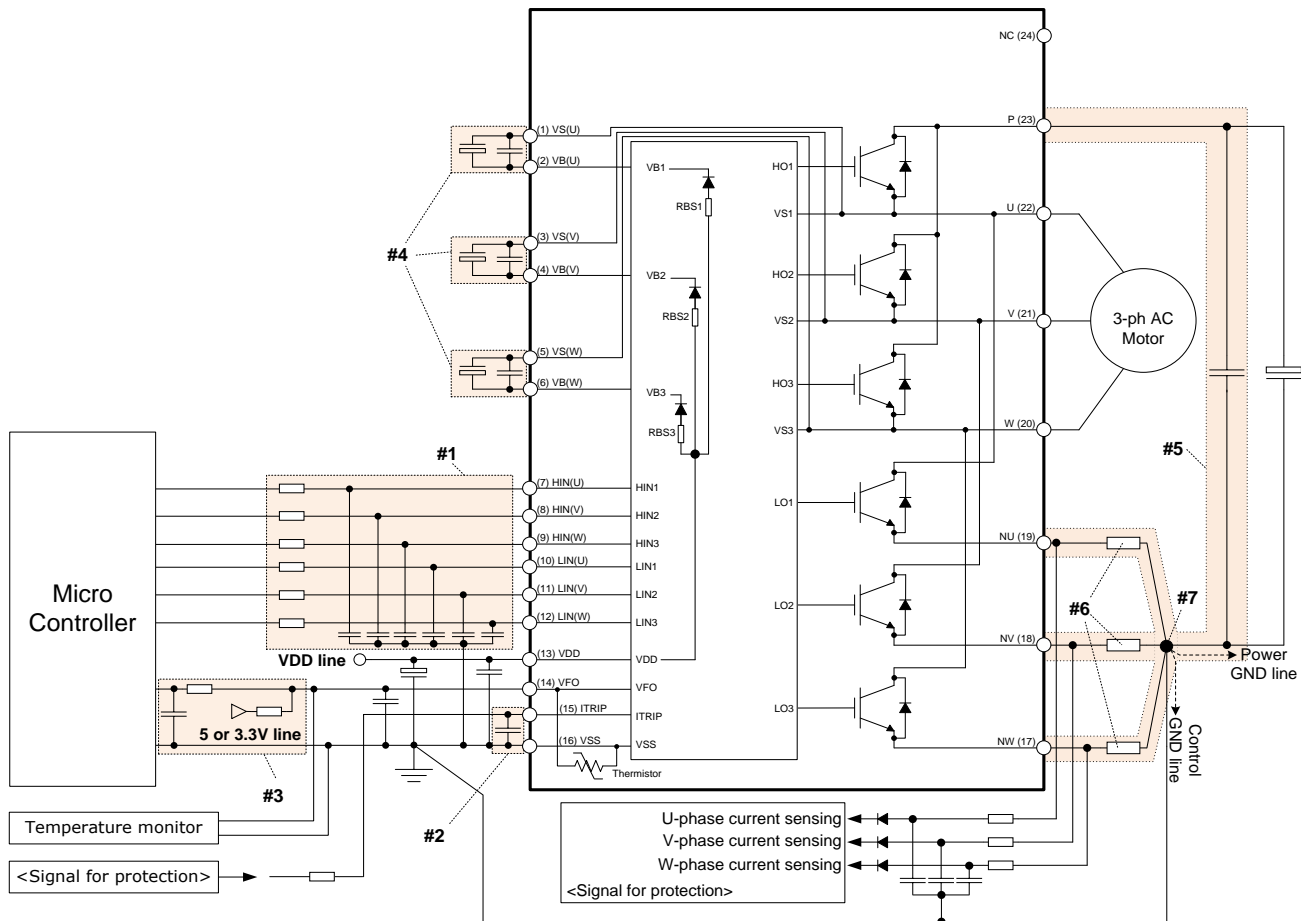 NC (24)
(1) VS(U)
(2) VB(U)
(3) VS(V)
(4) VB(V)
(5) VS(W)
(6) VB(W)
#4
VB1
RBS1
VB2
RBS2
VB3
RBS3
HO1
VS1
HO2
VS2
HO3
VS3
LO1
LO2
LO3
P (23)
U (22)
V (21)
W (20)
3-ph AC
Motor
#5
NU (19)
NV (18)
NW (17)
#6
#7
Power
GND line
Control
GND line
Micro
Controller
#1
(7) HIN(U)
(8) HIN(V)
(9) HIN(W)
(10) LIN(U)
(11) LIN(V)
(12) LIN(W)
(13) VDD
(14) VFO
(15) ITRIP
(16) VSS
HIN1
HIN2
HIN3
LIN1
LIN2
LIN3
VDD
VFO
ITRIP
VSS
Thermistor
VDD line
5 or 3.3V line
#3
#2
Temperature monitor
<Signal for protection>
U-phase current sensing
V-phase current sensing
W-phase current sensing
<Signal for protection>